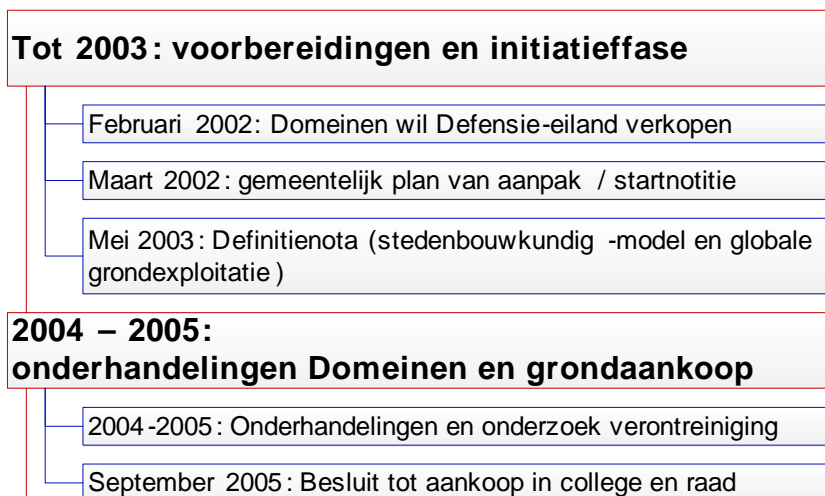 Tot 2003: voorbereidingen en initiatieffase
Februari 2002: Domeinen wil Defensie-eiland verkopen
Maart 2002: gemeentelijk plan van aanpak / startnotitie
Mei 2003: Definitienota (stedenbouwkundig -model en globale
grondexploitatie)
2004 – 2005:
onderhandelingen Domeinen en grondaankoop
2004-2005: Onderhandelingen en onderzoek verontreiniging
September 2005: Besluit tot aankoop in college en raad